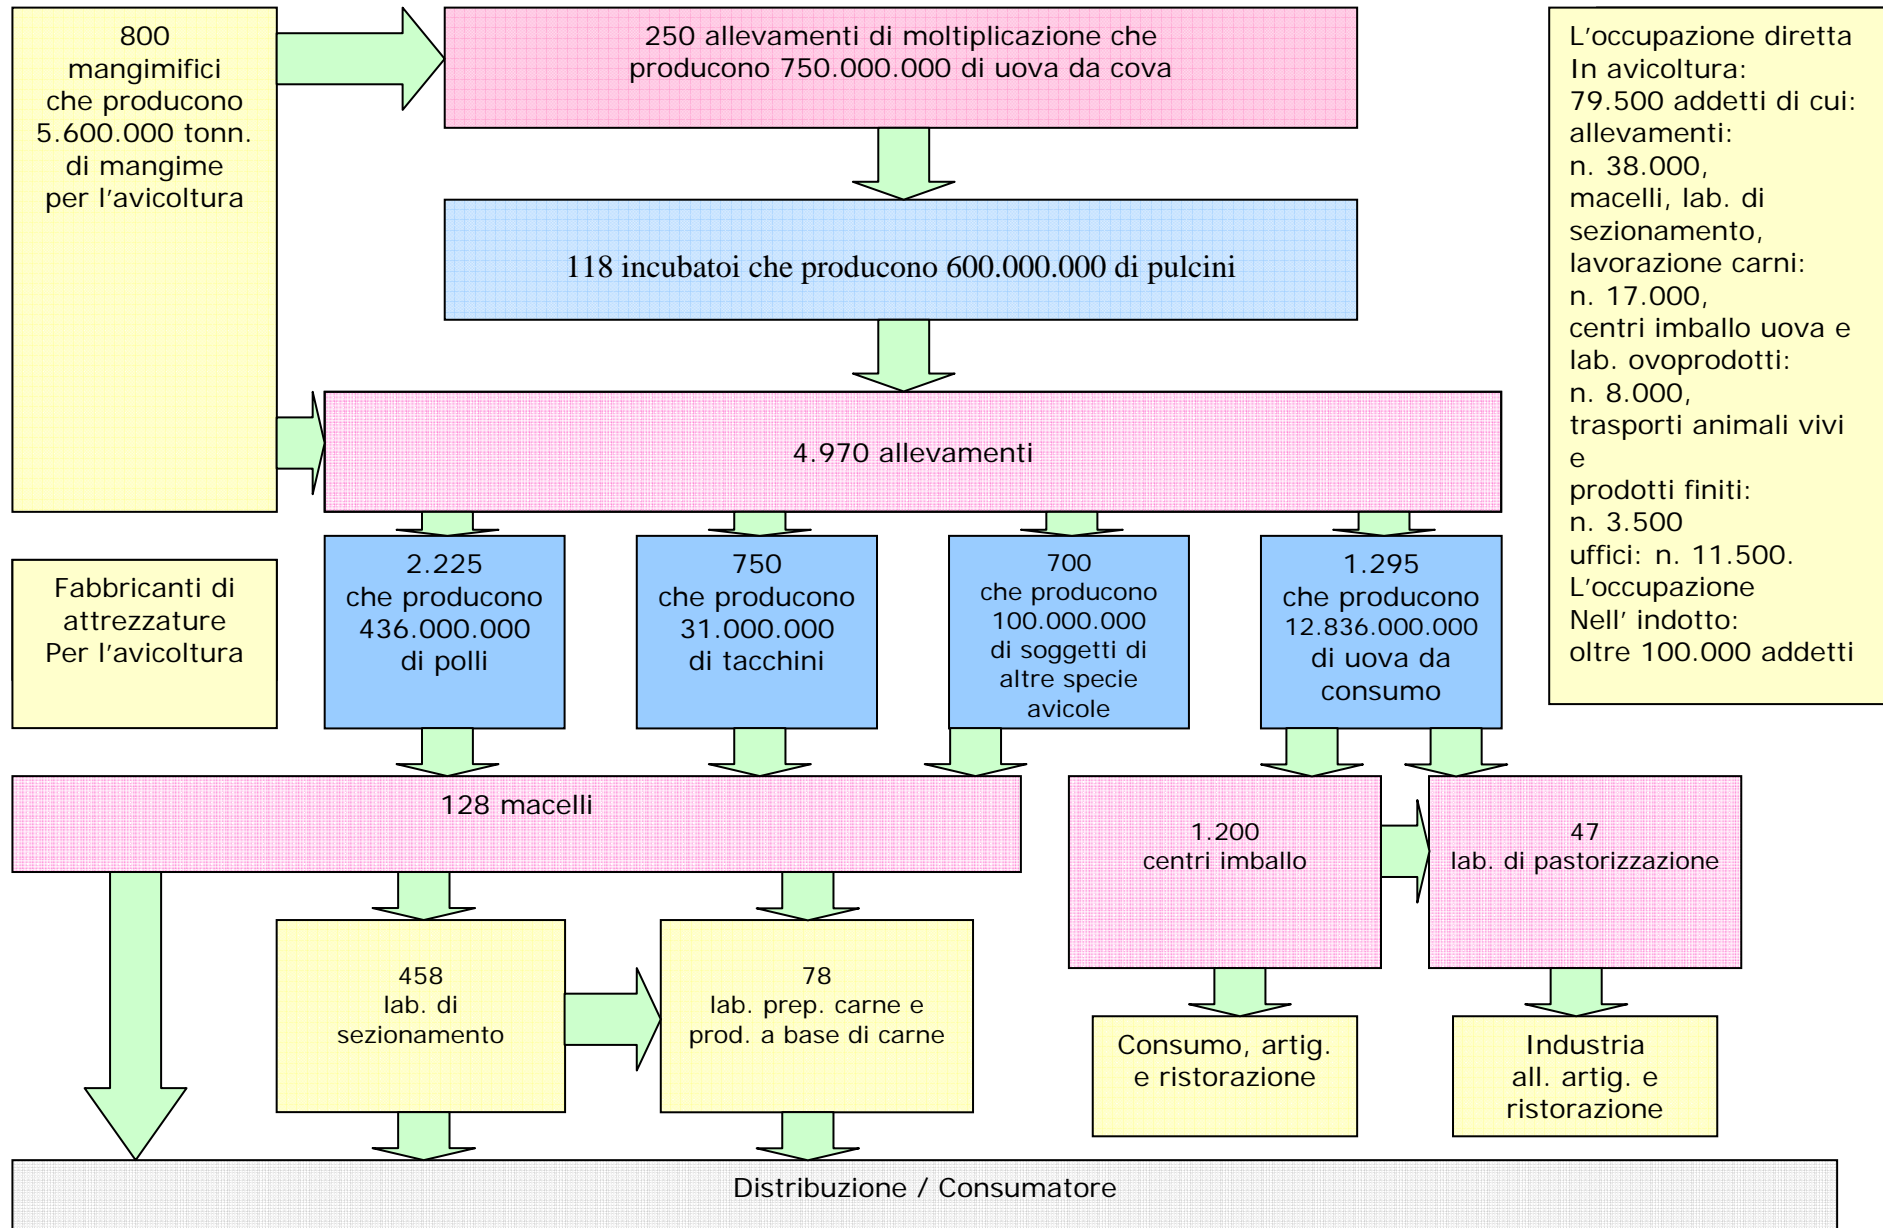 800
mangimifici
che producono
5.600.000 tonn.
di mangime
per l'avicoltura
250 allevamenti di moltiplicazione che
producono 750.000.000 di uova da cova
118 incubatoi che producono 600.000.000 di pulcini
4.970 allevamenti
L'occupazione diretta
In avicoltura:
79.500 addetti di cui:
allevamenti:
n. 38.000,
macelli, lab. di
sezionamento,
lavorazione carni:
n. 17.000,
centri imballo uova e
lab. ovoprodotti:
n. 8.000,
trasporti animali vivi
e
prodotti finiti:
n. 3.500
uffici: n. 11.500.
L'occupazione
Nell' indotto:
oltre 100.000 addetti
Fabbricanti di
attrezzature
Per l'avicoltura
2.225
che producono
436.000.000
di polli
750
che producono
31.000.000
di tacchini
700
che producono
100.000.000
di soggetti di
altre specie
avicole
1.295
che producono
12.836.000.000
di uova da
consumo
128 macelli
1.200
centri imballo
47
lab. di pastorizzazione
458
lab. di
sezionamento
78
lab. prep. carne e
prod. a base di carne
Consumo, artig.
e ristorazione
Industria
all. artig. e
ristorazione
Distribuzione / Consumatore